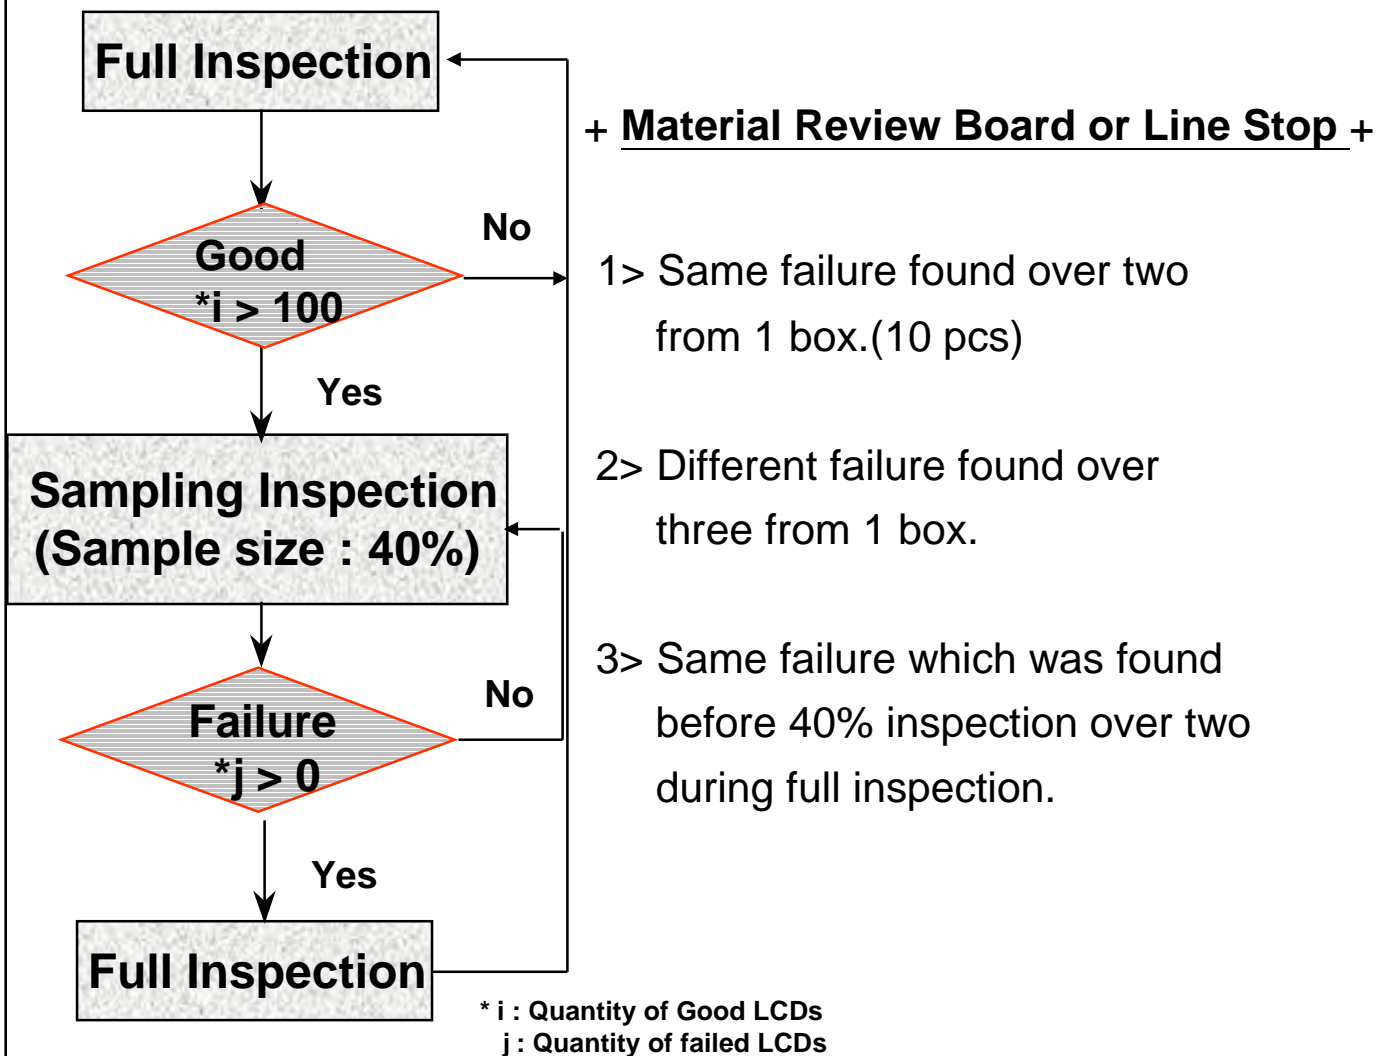 Full Inspection
+ Material Review Board or Line Stop +
No
Good
*i > 100
1> Same failure found over two
from 1 box.(10 pcs)
Yes
Sampling Inspection
(Sample size : 40%)
2> Different failure found over
three from 1 box.
No
Failure
*j > 0
3> Same failure which was found
before 40% inspection over two
during full inspection.
Yes
Full Inspection
* i : Quantity of Good LCDs
j : Quantity of failed LCDs